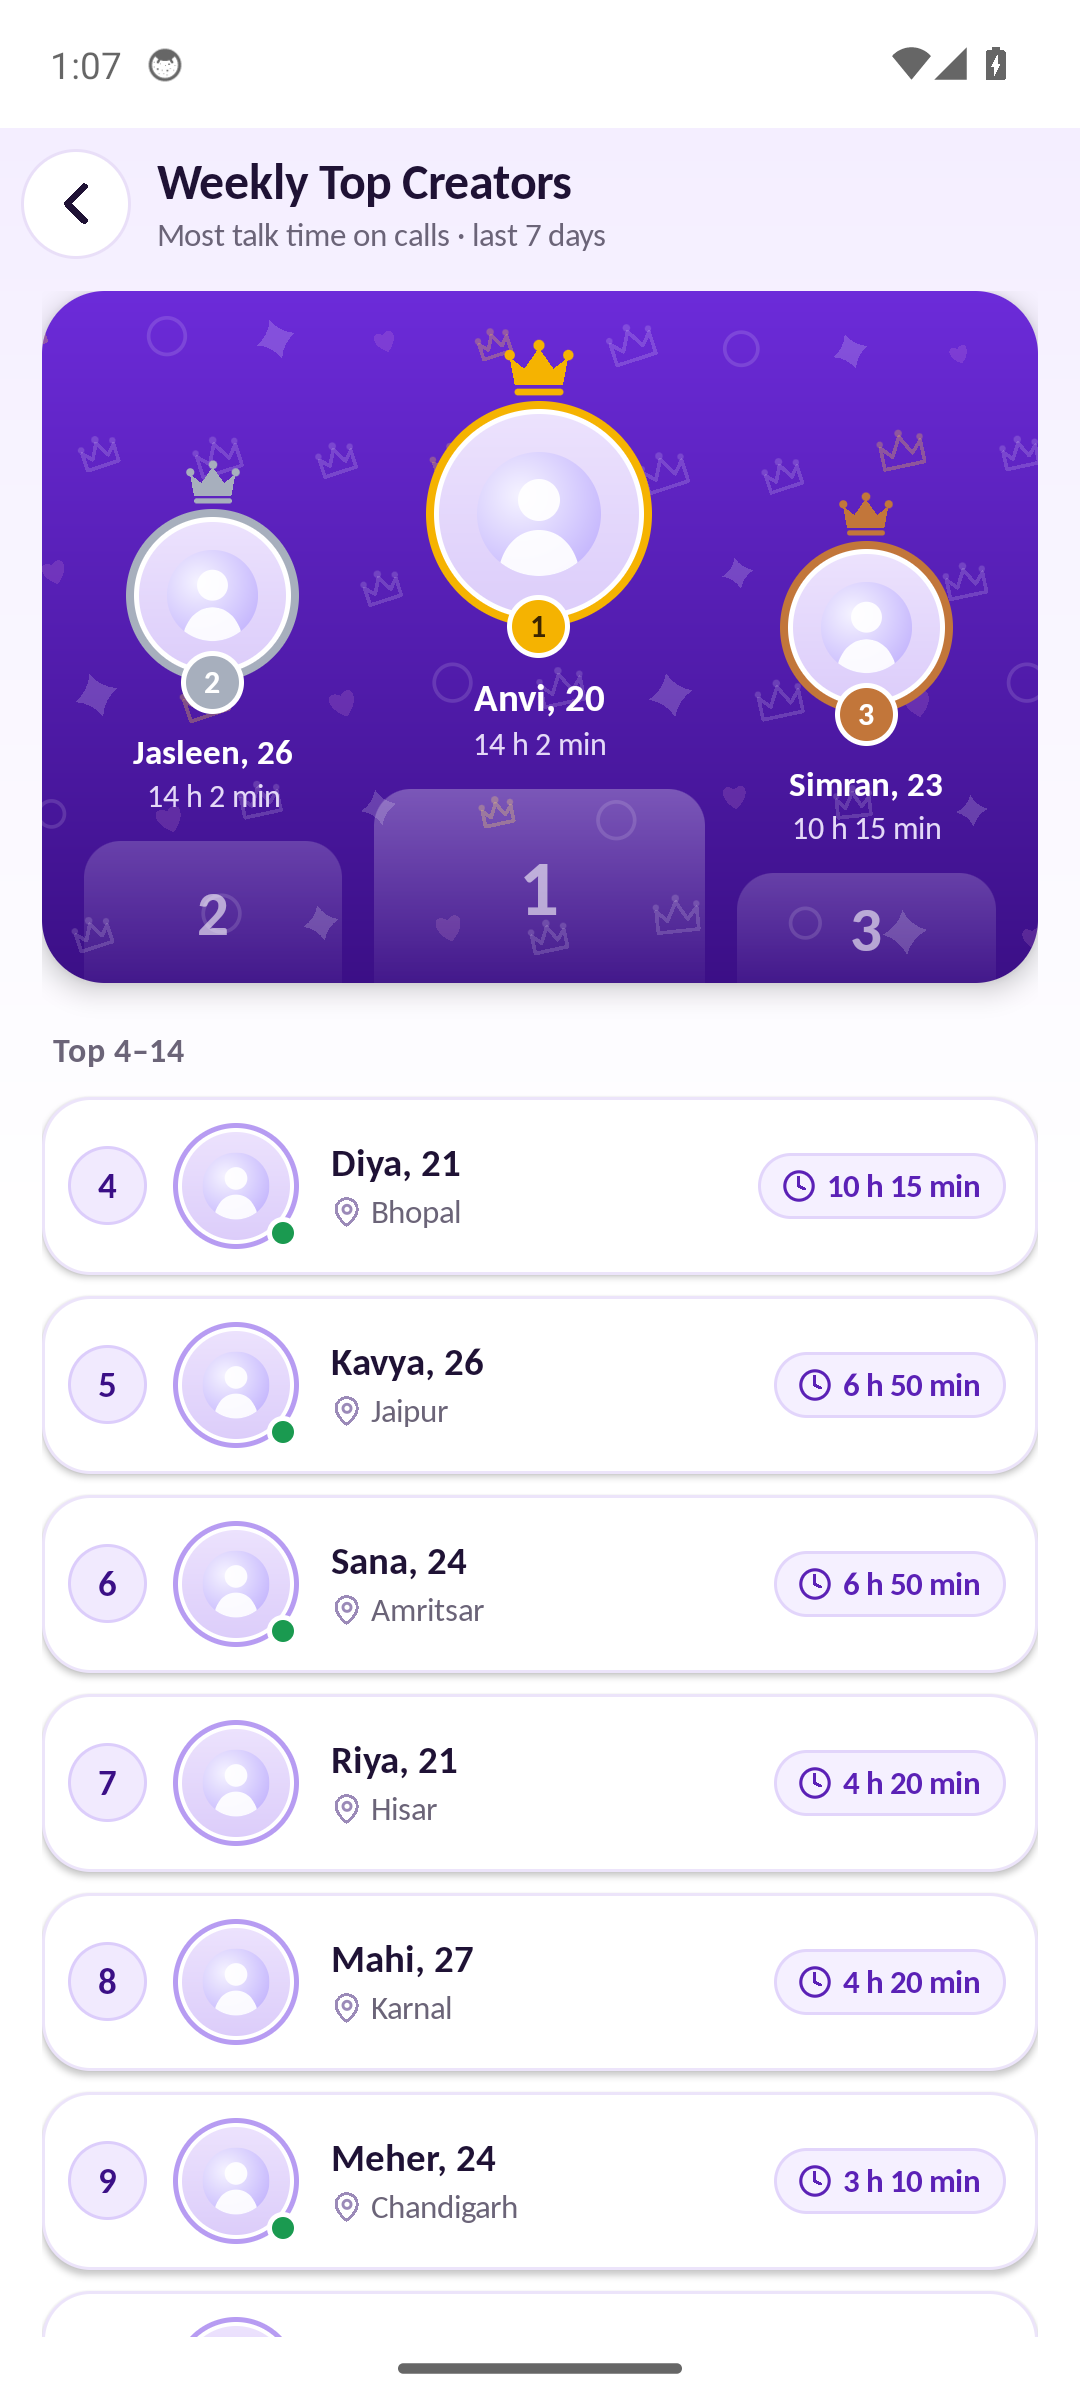 1:07
Weekly Top Creators
Most talk time on calls · last 7 days
1
Anvi, 20
14 h 2 min
2
Jasleen, 26
14 h 2 min
3
Simran, 23
10 h 15 min
2
1
3
Top 4–14
4
Diya, 21
Bhopal
10 h 15 min
5
Kavya, 26
Jaipur
6 h 50 min
6
Sana, 24
Amritsar
6 h 50 min
7
Riya, 21
Hisar
4 h 20 min
8
Mahi, 27
Karnal
4 h 20 min
9
Meher, 24
Chandigarh
3 h 10 min